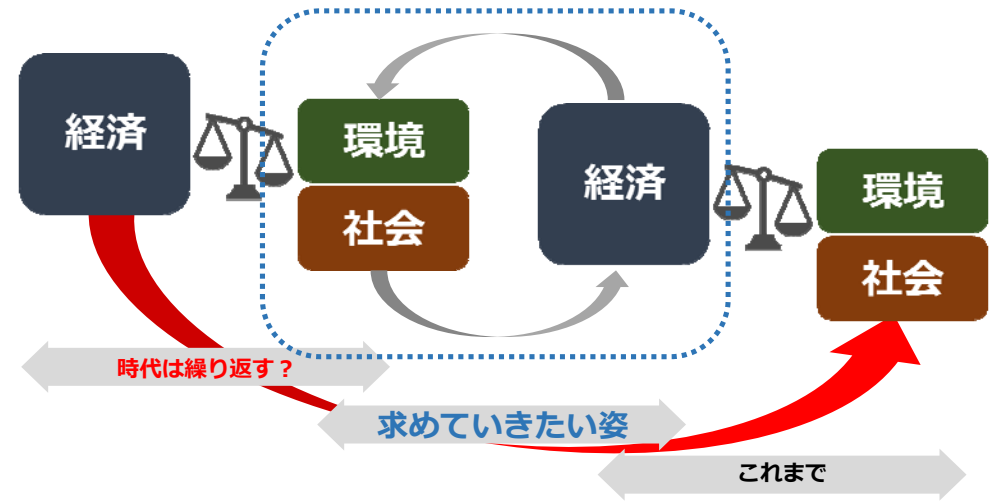 経済
環境
社会
経済
環境
社会
時代は繰り返す？
求めていきたい姿
これまで